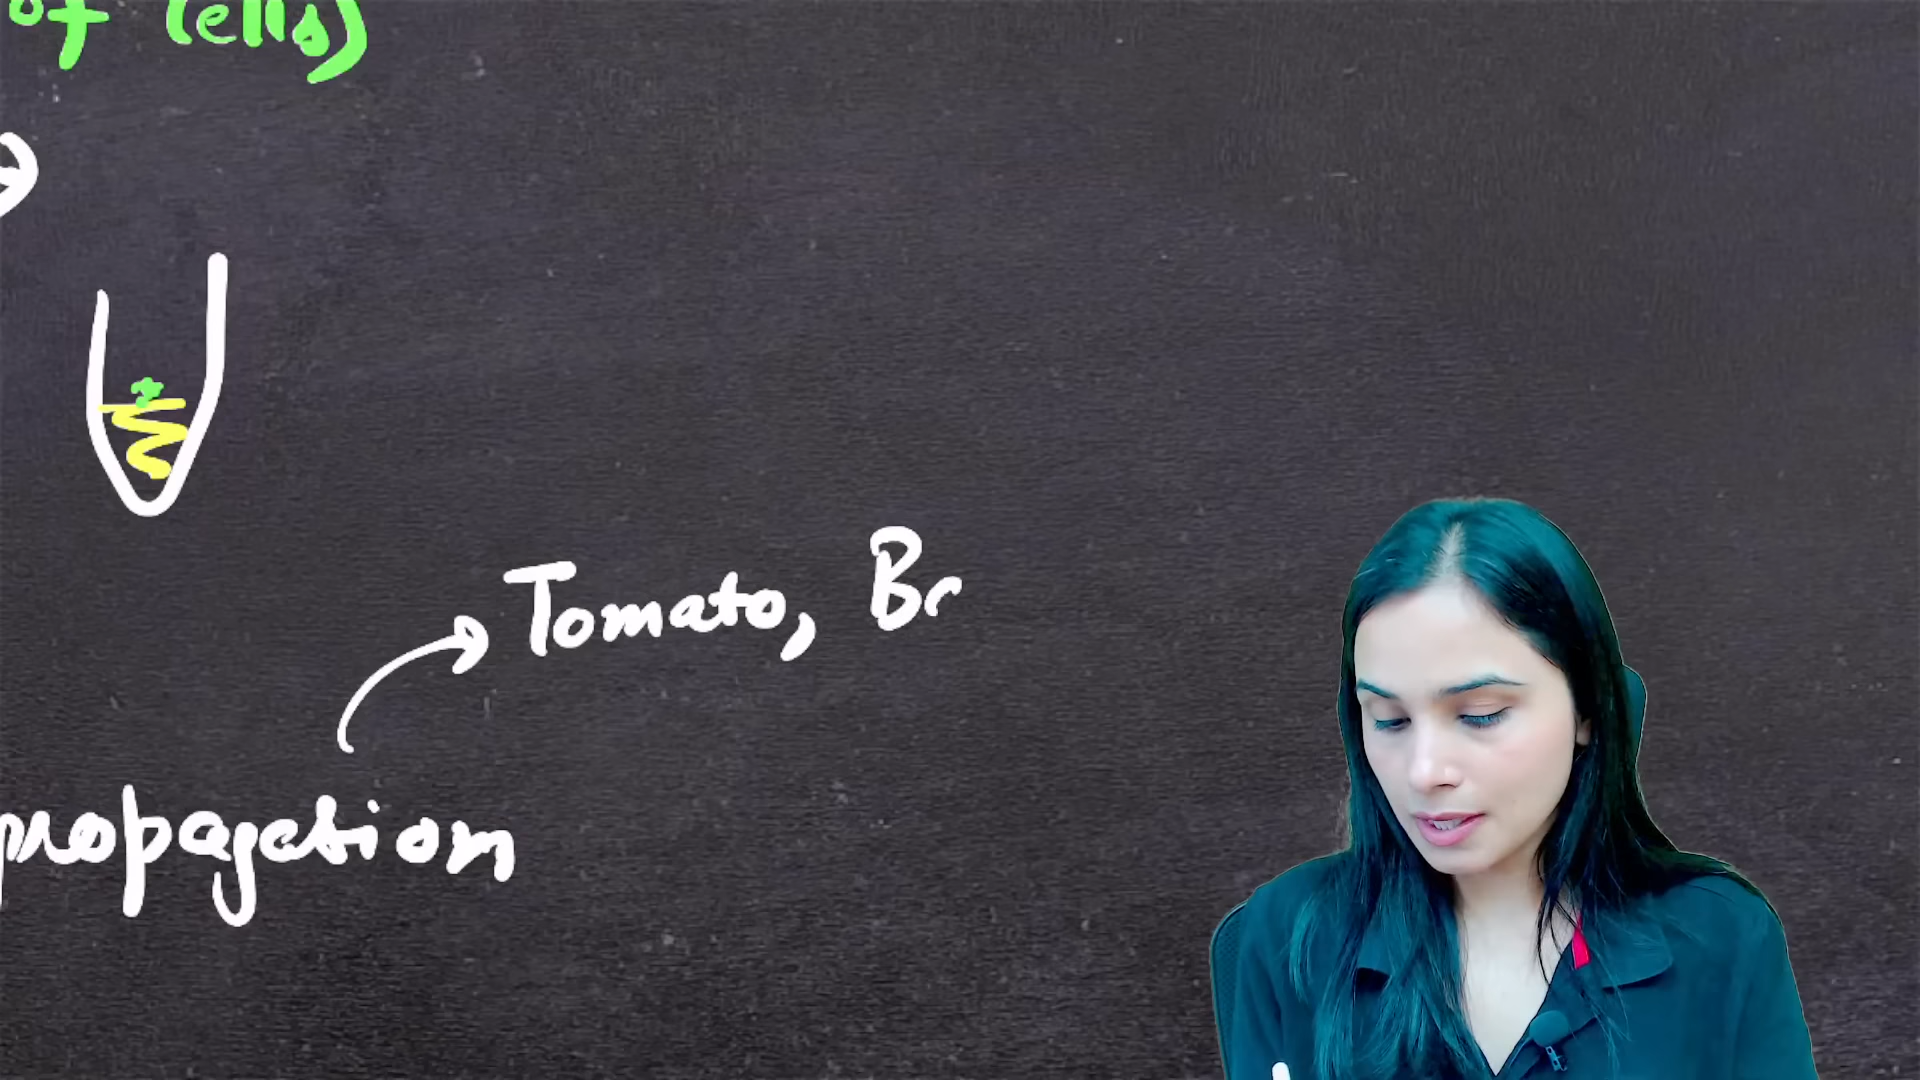 of cells)
Tomato, Br
propagation